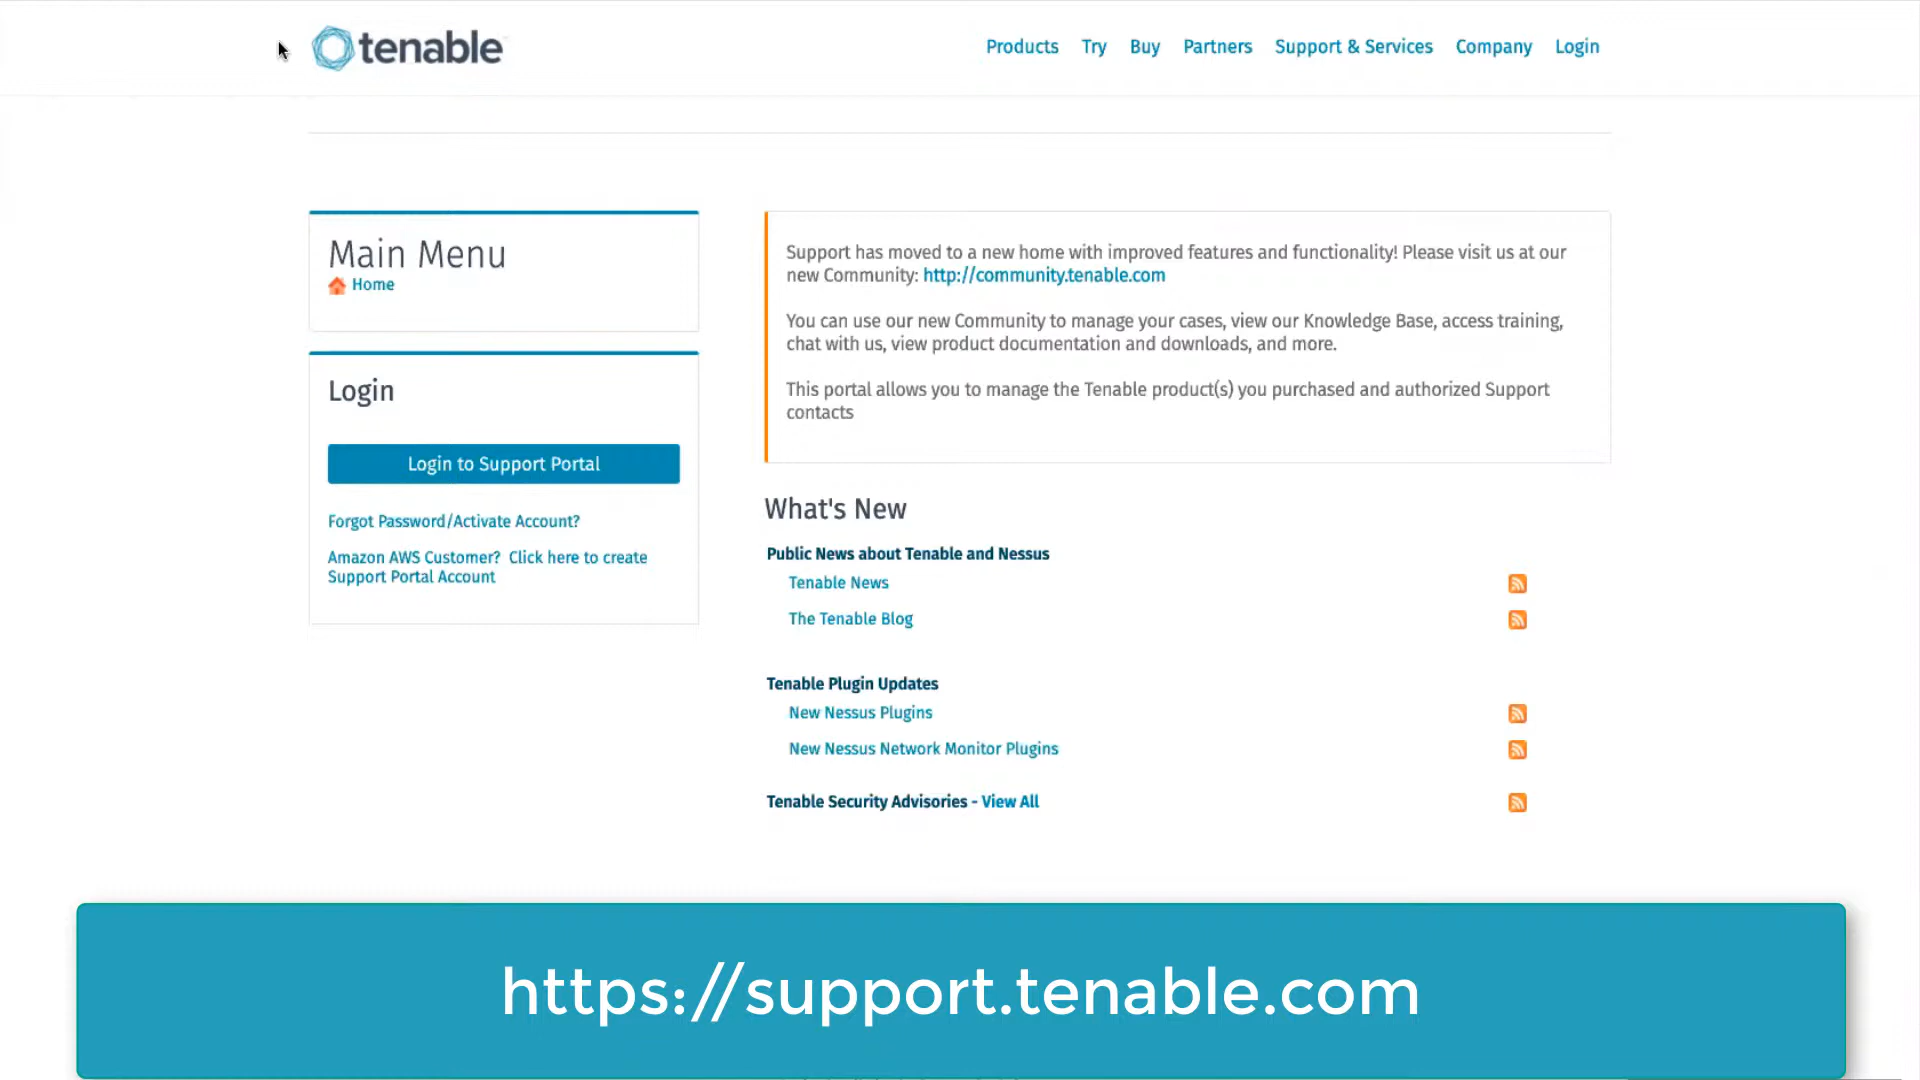 tenable
Products Try Buy Partners Support & Services Company Login
Main Menu
Home
Login
Login to Support Portal
Forgot Password/Activate Account?
Amazon AWS Customer? Click here to create
Support Portal Account
Support has moved to a new home with improved features and functionality! Please visit us at our
new Community: http://community.tenable.com
You can use our new Community to manage your cases, view our Knowledge Base, access training,
chat with us, view product documentation and downloads, and more.
This portal allows you to manage the Tenable product(s) you purchased and authorized Support
contacts
What's New
Public News about Tenable and Nessus
Tenable News
The Tenable Blog
Tenable Plugin Updates
New Nessus Plugins
New Nessus Network Monitor Plugins
Tenable Security Advisories - View All
https://support.tenable.com